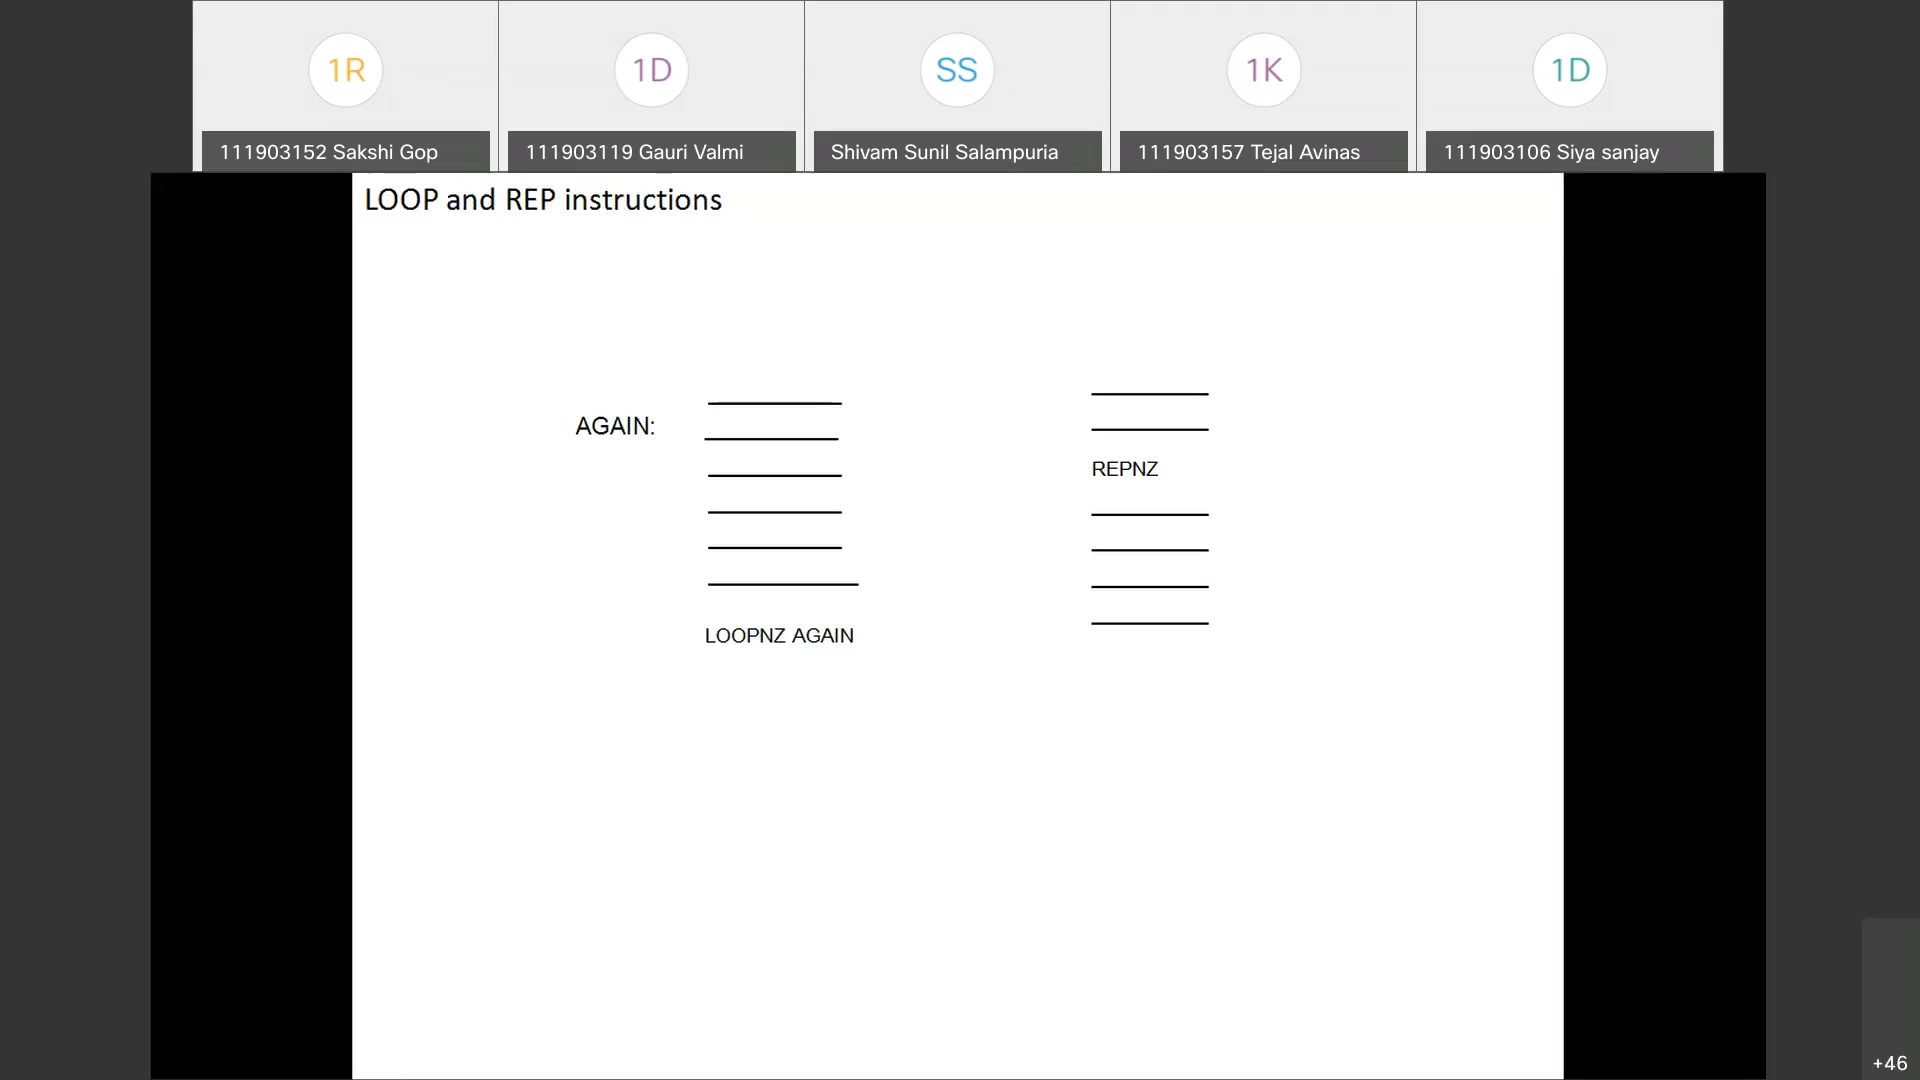 1R
1D
SS
1K
1D
111903152 Sakshi Gop
111903119 Gauri Valmi
Shivam Sunil Salampuria
111903157 Tejal Avinas
111903106 Siya sanjay
LOOP and REP instructions
AGAIN:
LOOPNZ AGAIN
REPNZ
+46